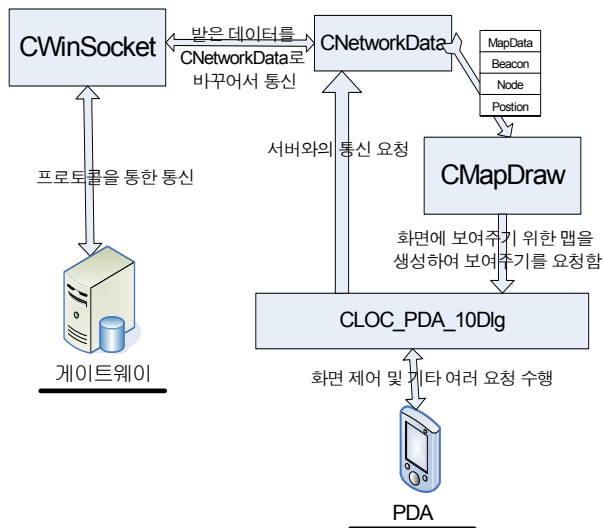 CWinSocket
받은 데이터를
CNetworkData로
바꾸어서 통신
CNetworkData
MapData
Beacon
Node
Postion
서버와의 통신 요청
CMapDraw
프로토콜을 통한 통신
화면에 보여주기 위한 맵을
생성하여 보여주기를 요청함
CLOC_PDA_10Dlg
게이트웨이
화면 제어 및 기타 여러 요청 수행
PDA